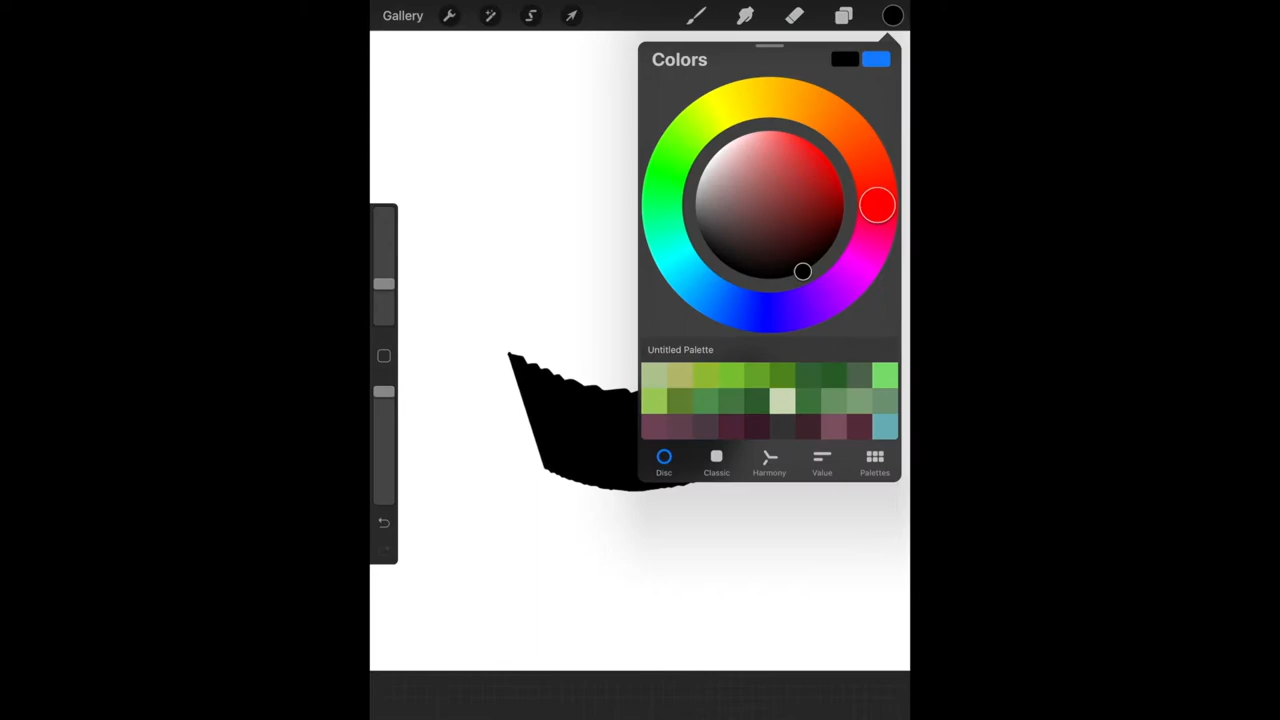 Gallery
Colors
Untitled Palette
Disc
Classic
Harmony
Value
Palettes